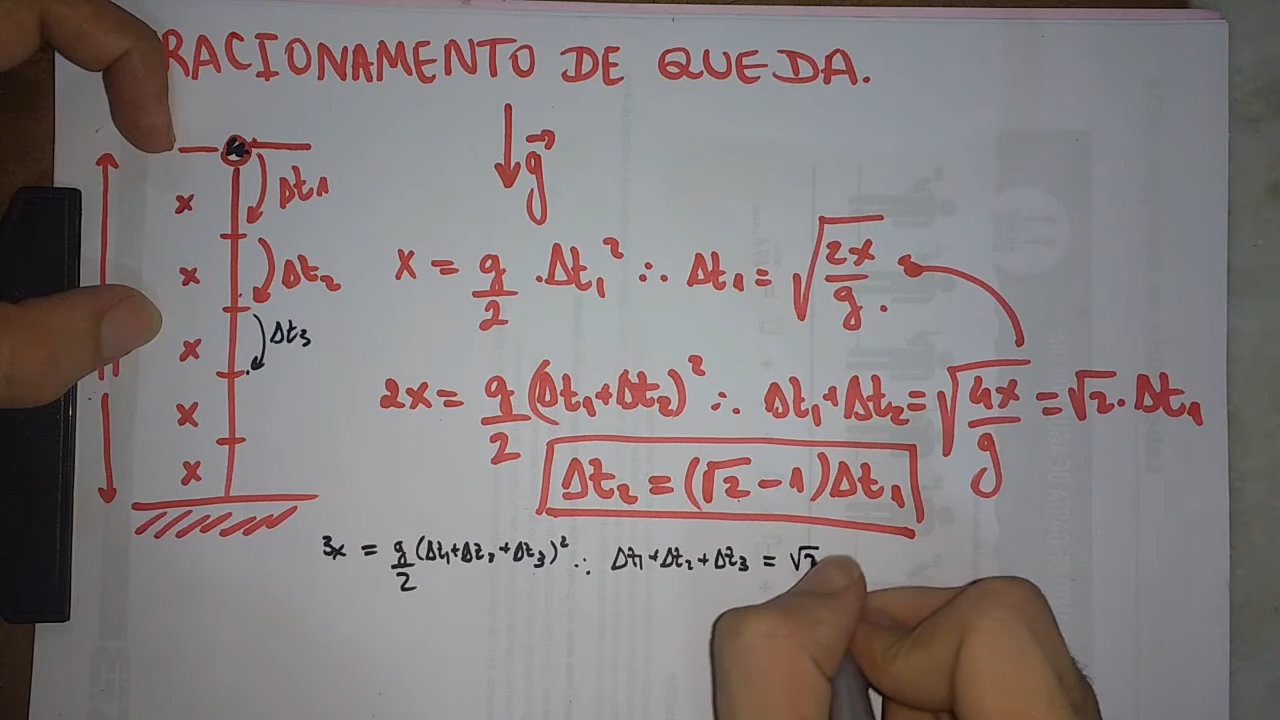 RACIONAMENTO DE QUEDA.
g⃗
x
Δt1
x
Δt2
x
Δt3
x
x
x = g/2 . Δt₁² ∴ Δt₁ = √(2x/g).
2x = g/2 (Δt₁+Δt₂)² ∴ Δt₁+Δt₂ = √(4x/g) = √2 . Δt₁
Δt₂ = (√2 - 1)Δt₁
3x = g/2 (Δt₁+Δt₂+Δt₃)² ∴ Δt₁+Δt₂+Δt₃ = √